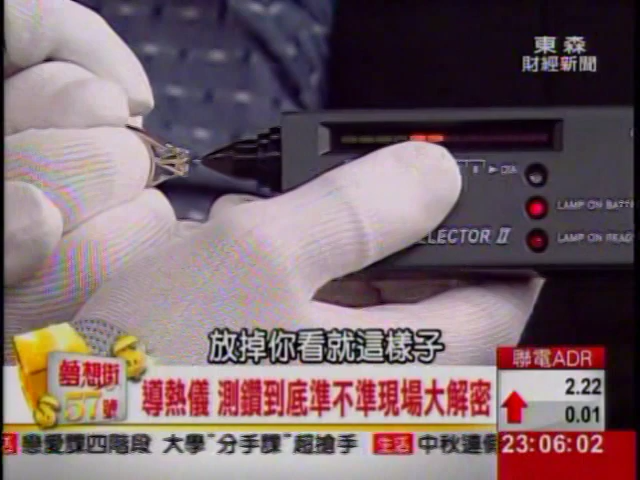 東森
財經新聞
LAMP ON BATT
ELECTOR II
LAMP ON READ
放掉你看就這樣子
夢想街
57號
導熱儀 測鑽到底準不準現場大解密
聯電ADR
2.22
0.01
活 戀愛課四階段 大學"分手課"超搶手 生活 中秋連假
23:06:02